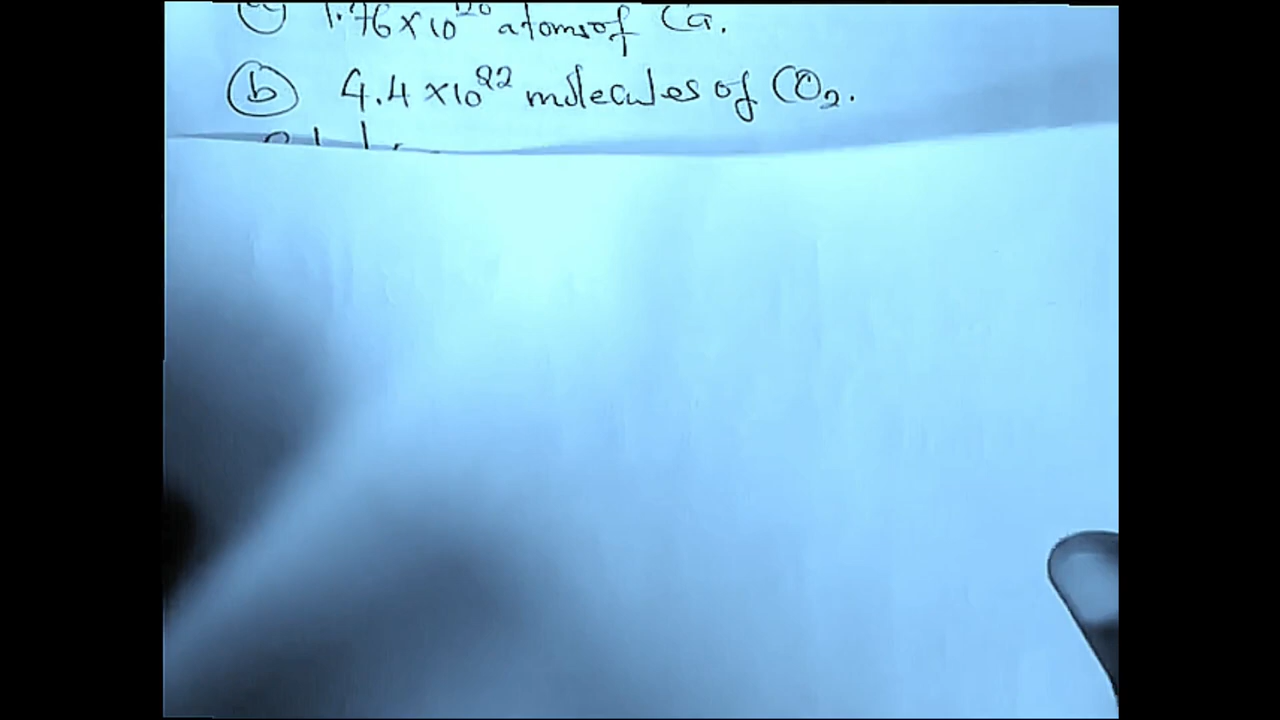 1.76×10²⁰ atoms of Ca.
(b) 4.4×10²² molecules of CO₂.